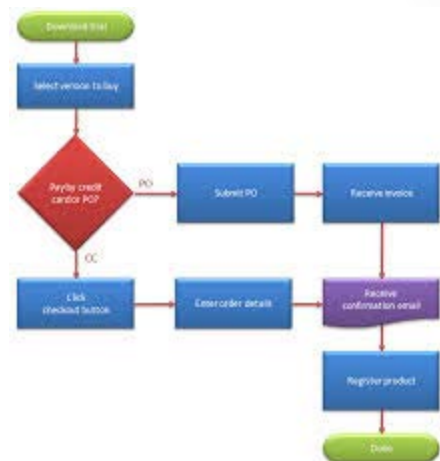 Download trial
Select version to buy
Pay by credit
card or PO?
PO
Submit PO
Receive invoice
CC
Click
checkout button
Enter order details
Receive
confirmation email
Register product
Done